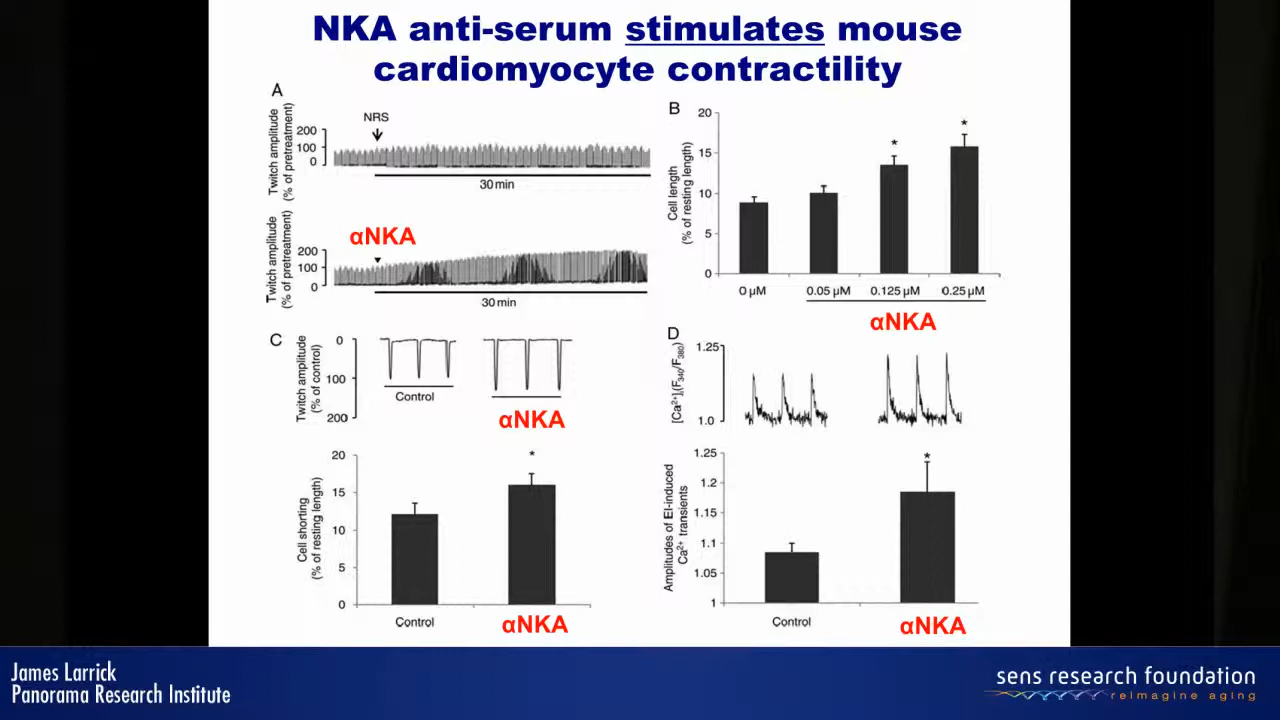 NKA anti-serum stimulates mouse
cardiomyocyte contractility
A
Twitch amplitude
(% of pretreatment)
200
100
0
NRS
30 min
Twitch amplitude
(% of pretreatment)
200
100
0
αNKA
30 min
B
Cell length
(% of resting length)
20
15
10
5
0
*
*
0 µM
0.05 µM
0.125 µM
0.25 µM
αNKA
C
Twitch amplitude
(% of control)
0
100
200
Control
αNKA
Cell shorting
(% of resting length)
20
15
10
5
0
*
Control
αNKA
D
[Ca²⁺]ᵢ(F₃₄₀/F₃₈₀)
1.25
1.0
Amplitudes of EI-induced
Ca²⁺ transients
1.25
1.2
1.15
1.1
1.05
1
*
Control
αNKA
James Larrick
Panorama Research Institute
sens research foundation
reimagine aging